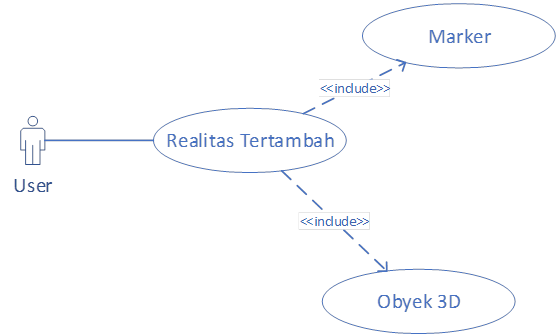 Marker
<<include>>
Realitas Tertambah
User
<<include>>
Obyek 3D